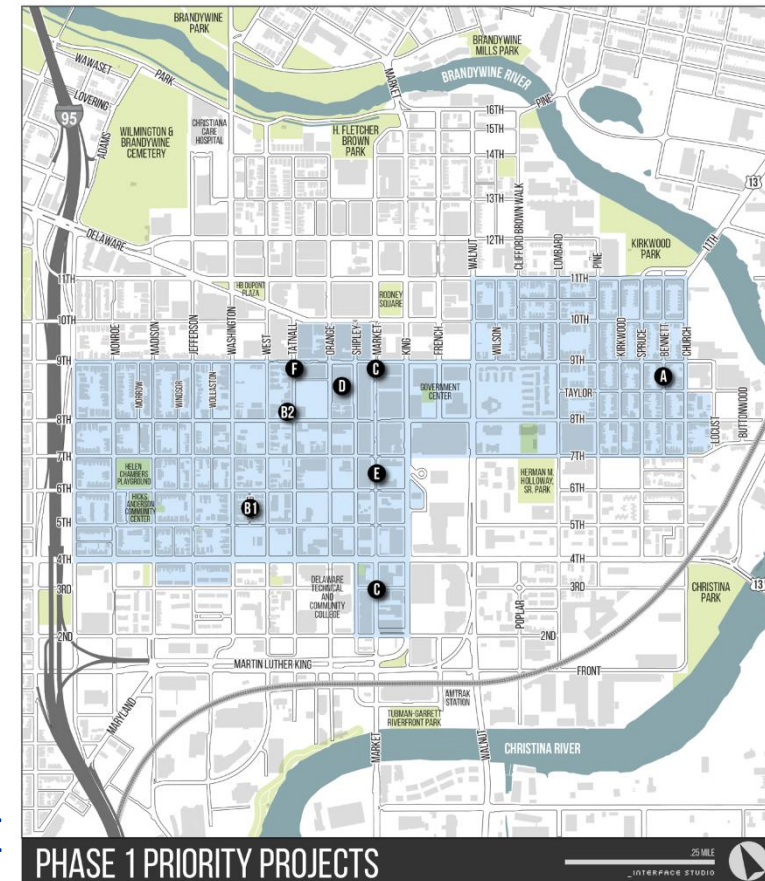 BRANDYWINE
PARK
WAWASET
PARK
LOVERING
ADAMS
95
WILMINGTON &
BRANDYWINE
CEMETERY
CHRISTIANA
CARE
HOSPITAL
MARKET
BRANDYWINE
MILLS PARK
BRANDYWINE RIVER
PINE
H. FLETCHER
BROWN
PARK
16TH
15TH
14TH
13TH
12TH
13
11TH
KIRKWOOD
PARK
DELAWARE
WALNUT
CLIFFORD BROWN WALK
LOMBARD
PINE
11TH
11TH
HB DUPONT
PLAZA
RODNEY
SQUARE
10TH
10TH
MONROE
MADISON
JEFFERSON
WASHINGTON
WEST
TATNALL
ORANGE
SHIPLEY
MARKET
KING
FRENCH
WILSON
KIRKWOOD
SPRUCE
BENNETT
CHURCH
9TH
9TH
F
C
A
D
MORROW
WINDSOR
WOLLASTON
GOVERNMENT
CENTER
TAYLOR
B2
8TH
8TH
LOCUST
BUTTONWOOD
7TH
7TH
HELEN
CHAMBERS
PLAYGROUND
E
HERMAN M.
HOLLOWAY,
SR. PARK
6TH
6TH
HICKS
ANDERSON
COMMUNITY
CENTER
B1
5TH
5TH
4TH
4TH
3RD
DELAWARE
TECHNICAL
AND
COMMUNITY
COLLEGE
C
3RD
13
CHRISTINA
PARK
POPLAR
2ND
2ND
MARTIN LUTHER KING
FRONT
AMTRAK
STATION
MARYLAND
TUBMAN-GARRETT
RIVERFRONT PARK
MARKET
WALNUT
CHRISTINA RIVER
PHASE 1 PRIORITY PROJECTS
.25 MILE
_INTERFACE STUDIO